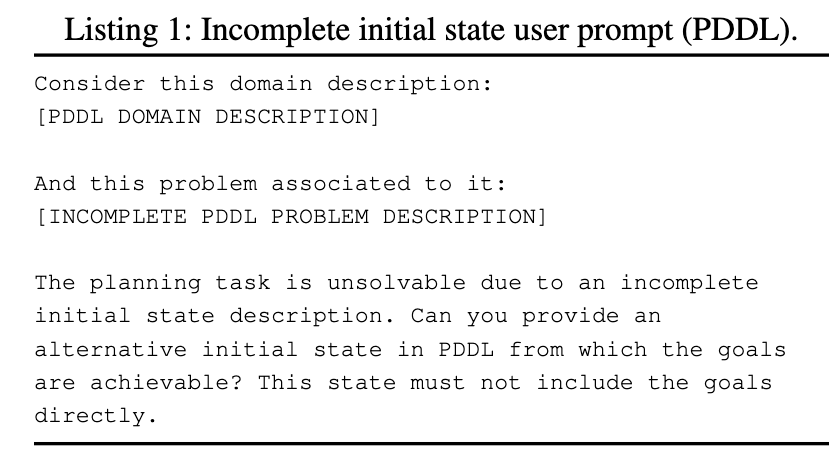 Listing 1: Incomplete initial state user prompt (PDDL).
Consider this domain description:
[PDDL DOMAIN DESCRIPTION]
And this problem associated to it:
[INCOMPLETE PDDL PROBLEM DESCRIPTION]
The planning task is unsolvable due to an incomplete
initial state description. Can you provide an
alternative initial state in PDDL from which the goals
are achievable? This state must not include the goals
directly.